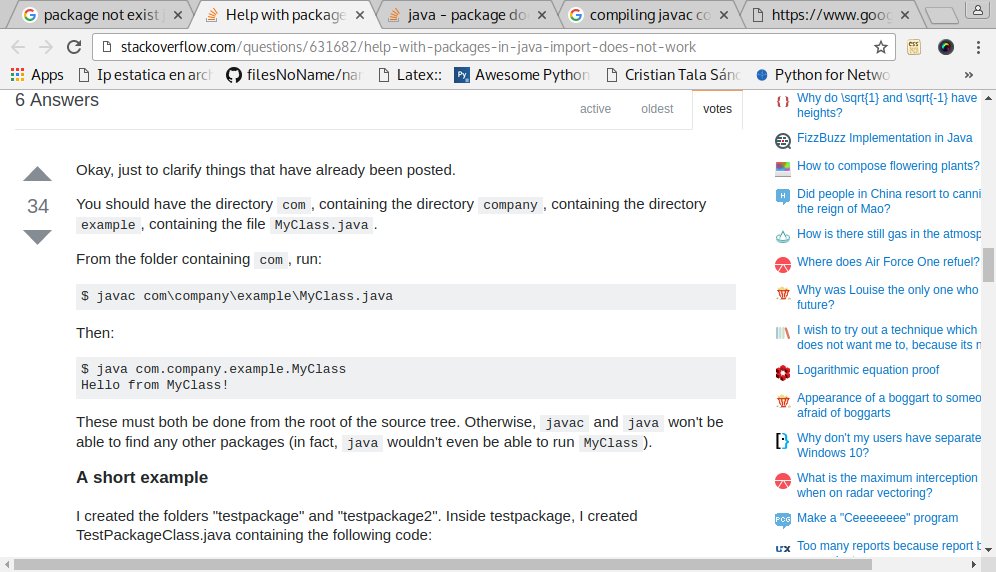 package not exist j
Help with package
java - package do
compiling javac co
https://www.goog
stackoverflow.com/questions/631682/help-with-packages-in-java-import-does-not-work
Apps
Ip estatica en arch
filesNoName/nan
Latex::
Awesome Python
Cristian Tala Sánc
Python for Netwo
»
6 Answers
active
oldest
votes
Okay, just to clarify things that have already been posted.
34
You should have the directory com, containing the directory company, containing the directory
example, containing the file MyClass.java.
From the folder containing com, run:
$ javac com\company\example\MyClass.java
Then:
$ java com.company.example.MyClass
Hello from MyClass!
These must both be done from the root of the source tree. Otherwise, javac and java won't be
able to find any other packages (in fact, java wouldn't even be able to run MyClass).
A short example
I created the folders "testpackage" and "testpackage2". Inside testpackage, I created
TestPackageClass.java containing the following code:
Why do \sqrt{1} and \sqrt{-1} have
heights?
FizzBuzz Implementation in Java
How to compose flowering plants?
Did people in China resort to canni
the reign of Mao?
How is there still gas in the atmosp
Where does Air Force One refuel?
Why was Louise the only one who
future?
I wish to try out a technique which
does not want me to, because its n
Logarithmic equation proof
Appearance of a boggart to someo
afraid of boggarts
Why don't my users have separate
Windows 10?
What is the maximum interception
when on radar vectoring?
PCG
Make a "Ceeeeeeee" program
UX
Too many reports because report b